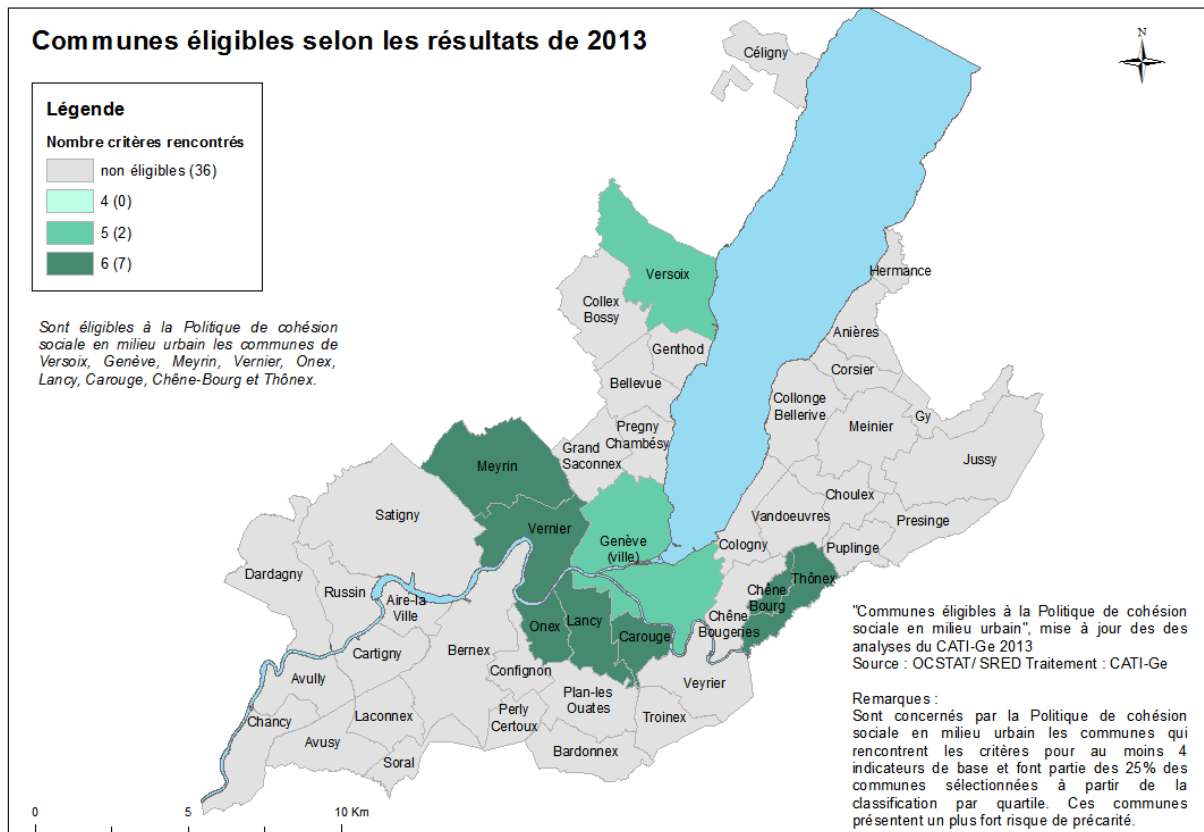 Communes éligibles selon les résultats de 2013
N
Légende
Nombre critères rencontrés
non éligibles (36)
4 (0)
5 (2)
6 (7)
Sont éligibles à la Politique de cohésion
sociale en milieu urbain les communes de
Versoix, Genève, Meyrin, Vernier, Onex,
Lancy, Carouge, Chêne-Bourg et Thônex.
Céligny
Versoix
Hermance
Collex
Bossy
Anières
Genthod
Corsier
Bellevue
Collonge
Bellerive
Gy
Meinier
Pregny
Chambésy
Grand
Saconnex
Jussy
Meyrin
Choulex
Satigny
Vandoeuvres
Presinge
Vernier
Genève
(ville)
Cologny
Puplinge
Dardagny
Thônex
Chêne
Bourg
Russin
Aire-la
Ville
Chêne
Bougeries
Onex
Lancy
Carouge
Bernex
Cartigny
Confignon
Avully
Veyrier
Plan-les
Ouates
Chancy
Laconnex
Perly
Certoux
Troinex
Avusy
Bardonnex
Soral
"Communes éligibles à la Politique de cohésion
sociale en milieu urbain", mise à jour des des
analyses du CATI-Ge 2013
Source : OCSTAT/ SRED Traitement : CATI-Ge
Remarques :
Sont concernés par la Politique de cohésion
sociale en milieu urbain les communes qui
rencontrent les critères pour au moins 4
indicateurs de base et font partie des 25% des
communes sélectionnées à partir de la
classification par quartile. Ces communes
présentent un plus fort risque de précarité.
0 5 10 Km